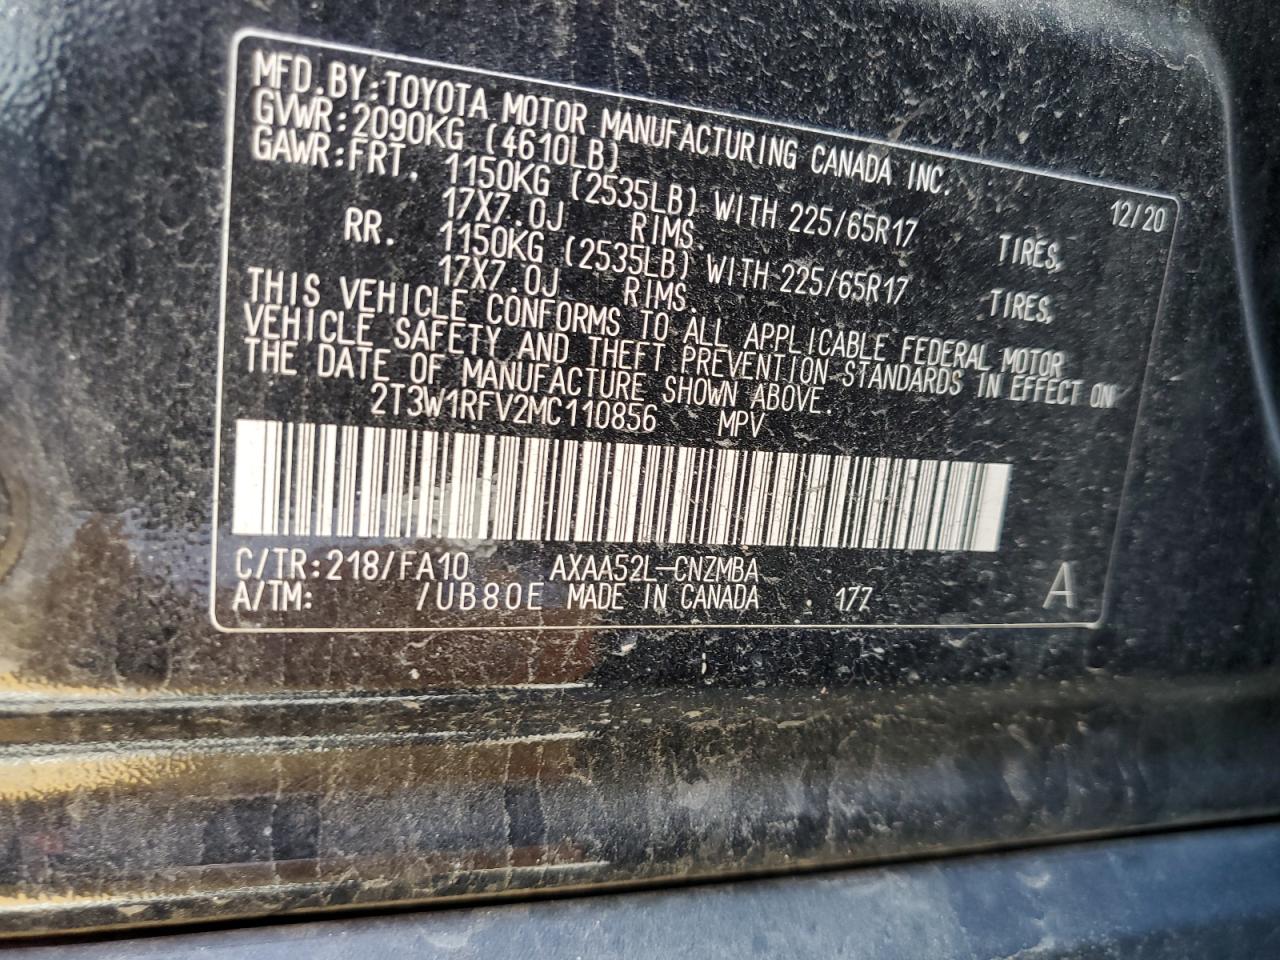 MFD.BY:TOYOTA MOTOR MANUFACTURING CANADA INC.
12/20
GVWR:2090KG (4610LB)
GAWR:FRT. 1150KG (2535LB) WITH 225/65R17 TIRES,
17X7.0J RIMS.
RR. 1150KG (2535LB) WITH 225/65R17 TIRES,
17X7.0J RIMS.
THIS VEHICLE CONFORMS TO ALL APPLICABLE FEDERAL MOTOR
VEHICLE SAFETY AND THEFT PREVENTION STANDARDS IN EFFECT ON
THE DATE OF MANUFACTURE SHOWN ABOVE.
2T3W1RFV2MC110856 MPV
C/TR:218/FA10 AXAA52L-CNZMBA
A/TM: /UB80E MADE IN CANADA 177
A